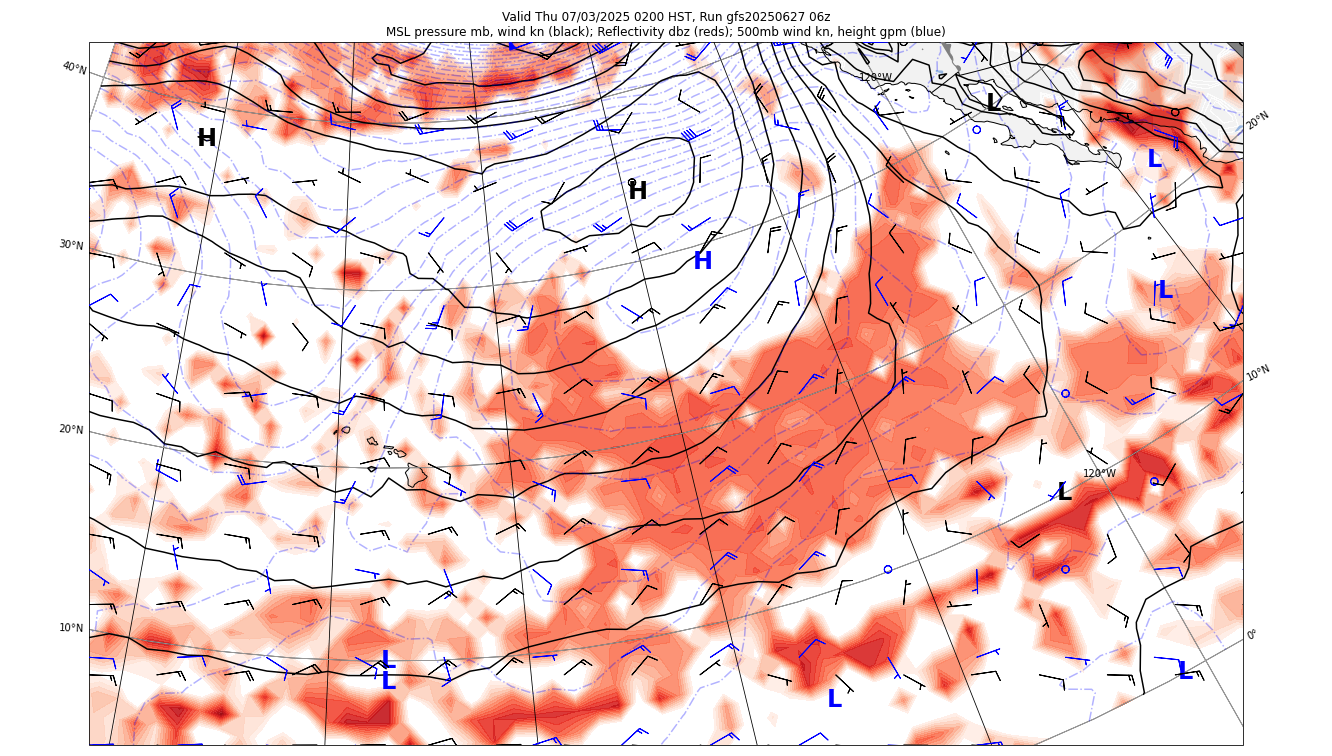 Valid Thu 07/03/2025 0200 HST, Run gfs20250627 06z
MSL pressure mb, wind kn (black); Reflectivity dbz (reds); 500mb wind kn, height gpm (blue)
40°N
120°W
L
20°N
H
L
H
30°N
H
L
10°N
20°N
120°W
L
10°N
0°
L
L
L
L